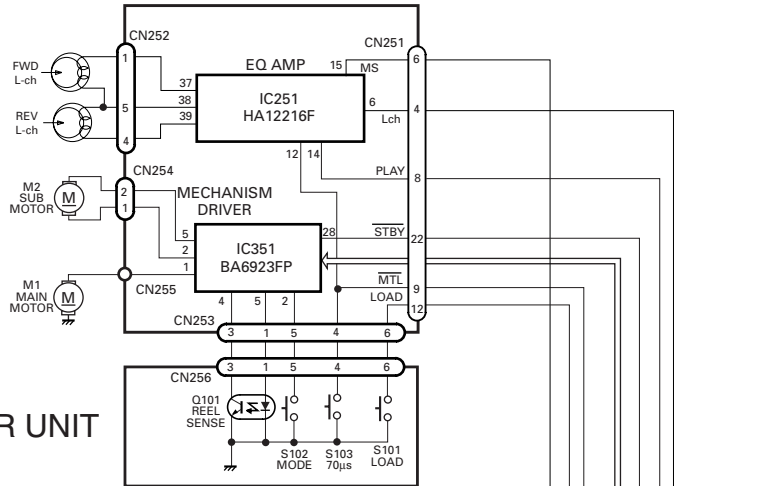 CN252
FWD
L-ch
REV
L-ch
1
5
4
EQ AMP
37
38
39
IC251
HA12216F
15
MS
6
Lch
12
14
CN251
6
4
PLAY
8
CN254
M2
SUB
MOTOR
M
2
1
MECHANISM
DRIVER
5
2
1
IC351
BA6923FP
28
STBY
22
MTL
9
LOAD
12
M1
MAIN
MOTOR
M
CN255
4
5
2
CN253
3
1
5
4
6
3
1
5
4
6
CN256
Q101
REEL
SENSE
S102
MODE
S103
70µs
S101
LOAD
R UNIT